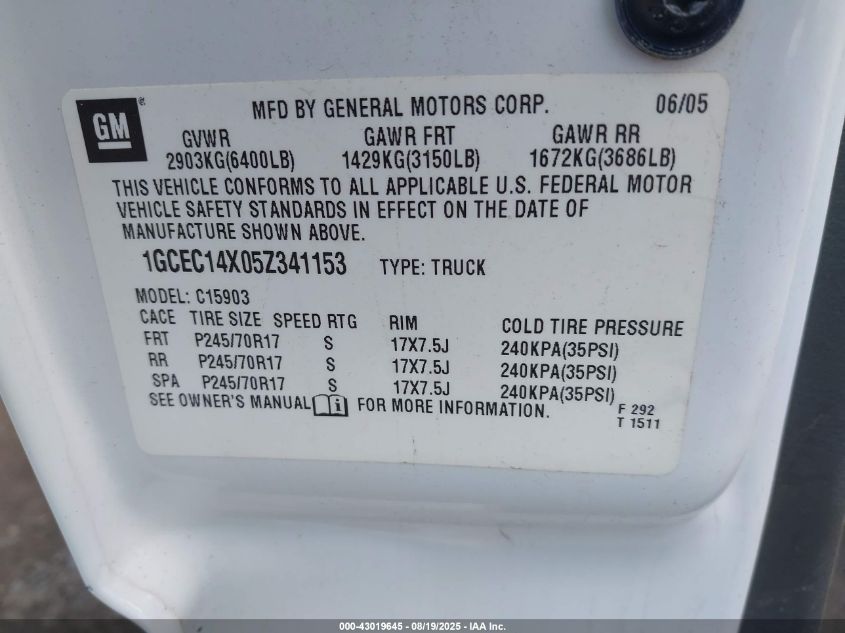 GM ®
MFD BY GENERAL MOTORS CORP. 06/05
GVWR GAWR FRT GAWR RR
2903KG(6400LB) 1429KG(3150LB) 1672KG(3686LB)
THIS VEHICLE CONFORMS TO ALL APPLICABLE U.S. FEDERAL MOTOR
VEHICLE SAFETY STANDARDS IN EFFECT ON THE DATE OF
MANUFACTURE SHOWN ABOVE.
1GCEC14X05Z341153 TYPE: TRUCK
MODEL: C15903
CACE TIRE SIZE SPEED RTG RIM COLD TIRE PRESSURE
FRT P245/70R17 S 17X7.5J 240KPA(35PSI)
RR P245/70R17 S 17X7.5J 240KPA(35PSI)
SPA P245/70R17 S 17X7.5J 240KPA(35PSI)
SEE OWNER'S MANUAL i FOR MORE INFORMATION.
F 292
T 1511
000-43019645 - 08/19/2025 - IAA Inc.